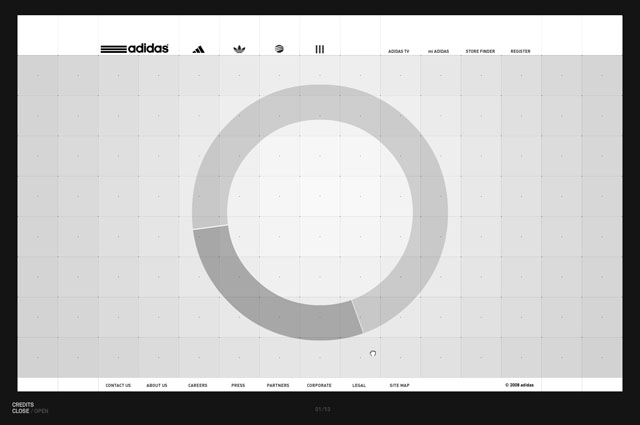 adidas
ADIDAS TV mi ADIDAS STORE FINDER REGISTER
CONTACT US ABOUT US CAREERS PRESS PARTNERS CORPORATE LEGAL SITE MAP © 2008 adidas
CREDITS
CLOSE / OPEN
01/10